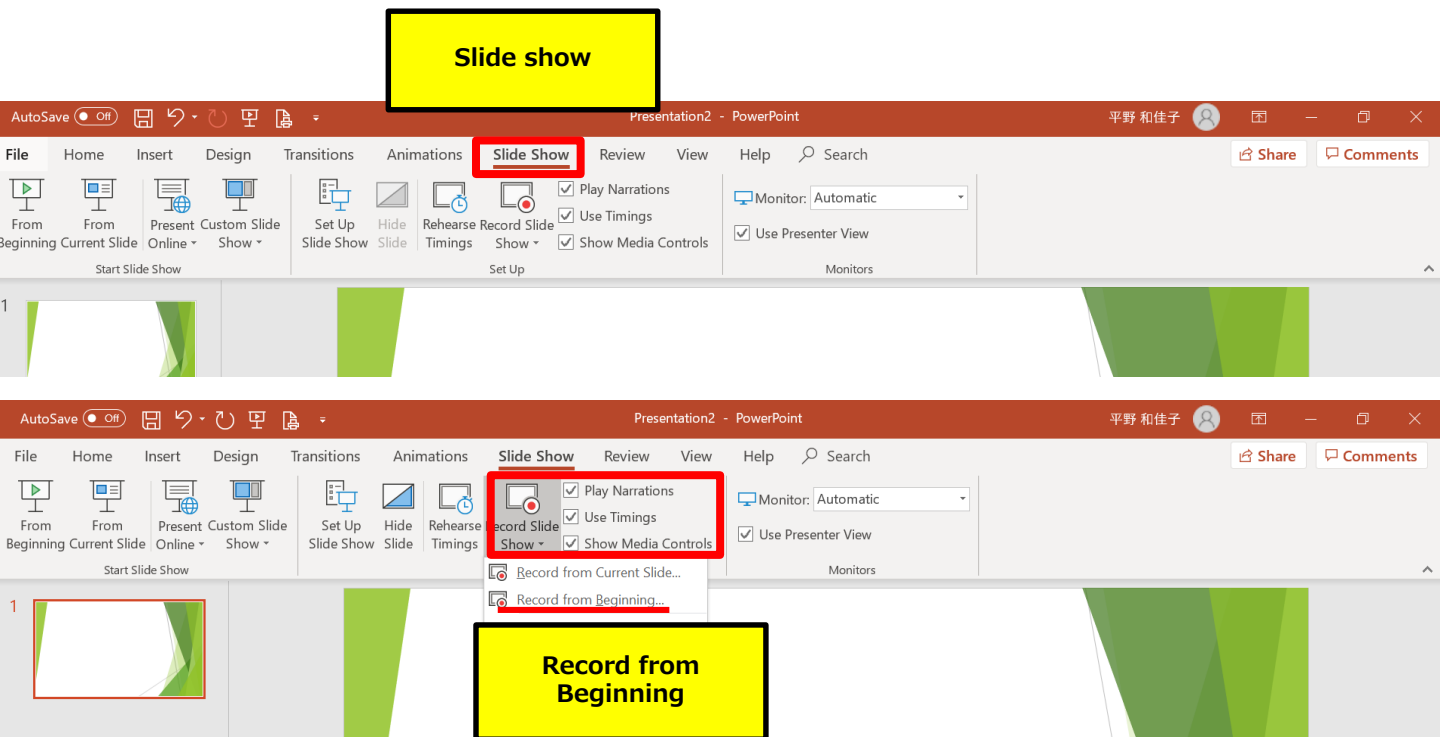 Slide show
AutoSave Off Presentation2 - PowerPoint 平野 和佳子
File Home Insert Design Transitions Animations Slide Show Review View Help Search Share Comments
From Beginning
From Current Slide
Present Online
Custom Slide Show
Set Up Slide Show
Hide Slide
Rehearse Timings
Record Slide Show
Play Narrations
Use Timings
Show Media Controls
Monitor: Automatic
Use Presenter View
Start Slide Show Set Up Monitors
1
AutoSave Off Presentation2 - PowerPoint 平野 和佳子
File Home Insert Design Transitions Animations Slide Show Review View Help Search Share Comments
From Beginning
From Current Slide
Present Online
Custom Slide Show
Set Up Slide Show
Hide Slide
Rehearse Timings
Record Slide Show
Play Narrations
Use Timings
Show Media Controls
Monitor: Automatic
Use Presenter View
Start Slide Show Monitors
Record from Current Slide...
Record from Beginning...
1
Record from
Beginning